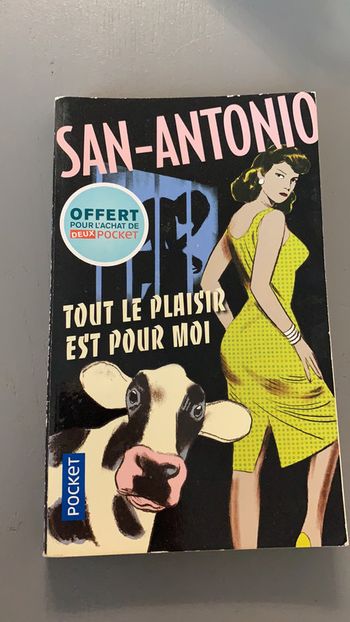 SAN-ANTONIO
OFFERT
POUR L'ACHAT DE
DEUX POCKET
TOUT LE PLAISIR
EST POUR MOI
POCKET